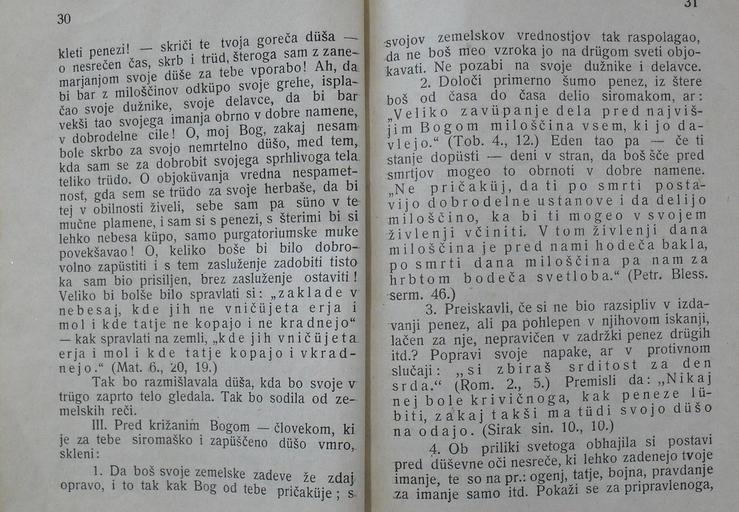 30
kleti penezi! — skriči te tvoja goreča düša —
o nesrečen čas, skrb i trüd, šteroga sam z zane-
marjanjom svoje düše za tebe vporabo! Ah, da
bi bar z miloščinov odküpo svoje grehe, ispla-
čao svoje dužnike, svoje delavce, da bi bar
vekši tao svojega imanja obrno v dobre namene,
v dobrodelne cile! O, moj Bog, zakaj nesam
bole skrbo za svojo nemrtelno düšo, med tem,
kda sam se za dobrobit svojega sprhlivoga tela
teliko trüdo. O objoküvanja vredna nespamet-
nost, gda sem se trüdo za svoje herbaše, da bi
tej v obilnosti živeli, sebe sam pa süno v te
mučne plamene, i sam si s penezi, s šterimi bi si
lehko nebesa küpo, samo purgatoriumske muke
povekšavao! O, keliko boše bi bilo dobro-
volno zapüstiti i s tem zasluženje zadobiti tisto
ka sam bio prisiljen, brez zasluženje ostaviti!
Veliko bi bolše bilo spravlati si: „zaklade v
nebesaj, kde jih ne vničüjeta erja i
mol i kde tatje ne kopajo i ne kradnejo“
— kak spravlati na zemli, „kde jih vničüjeta
erja i mol i kde tatje kopajo i vkrad-
nejo.“ (Mat. 6., 20, 19.)
Tak bo razmišlavala düša, kda bo svoje v
trügo zaprto telo gledala. Tak bo sodila od ze-
melskih reči.
III. Pred križanim Bogom — človekom, ki
je za tebe siromaško i zapüščeno düšo vmro,
skleni:
1. Da boš svoje zemelske zadeve že zdaj
opravo, i to tak kak Bog od tebe pričaküje; s
31
svojov zemelskov vrednostjov tak raspolagao,
da ne boš meo vzroka jo na drügom sveti objo-
kavati. Ne pozabi na svoje dužnike i delavce.
2. Določi primerno šumo penez, iz štere
boš od časa do časa delio siromakom, ar:
„Veliko zavüpanje dela pred najviš-
jim Bogom miloščina vsem, ki jo da-
vlejo.“ (Tob. 4., 12.) Eden tao pa — če ti
stanje dopüsti — deni v stran, da boš šče pred
smrtjov mogeo to obrnoti v dobre namene.
„Ne pričaküj, da ti po smrti posta-
vijo dobrodelne ustanove i da delijo
miloščino, ka bi ti mogeo v svojem
življenji včiniti. V tom življenji dana
miloščina je pred nami hodeča bakla,
po smrti dana miloščina pa nam za
hrbtom bodeča svetloba.“ (Petr. Bless.
serm. 46.)
3. Preiskavli, če si ne bio razsipliv v izda-
vanji penez, ali pa pohlepen v njihovom iskanji,
lačen za nje, nepravičen v zadržki penez drügih
itd.? Popravi svoje napake, ar v protivnom
slučaji: „si zbiraš srditost za den
srda.“ (Rom. 2., 5.) Premisli da: „Nikaj
nej bole krivičnoga, kak peneze lü-
biti, zakaj takši ma tüdi svojo düšo
na odajo. (Sirak sin. 10., 10.)
4. Ob priliki svetoga obhajila si postavi
pred düševne oči nesreče, ki lehko zadenejo tvoje
imanje, te so na pr.: ogenj, tatje, bojna, pravdanje
za imanje samo itd. Pokaži se za pripravlenoga,